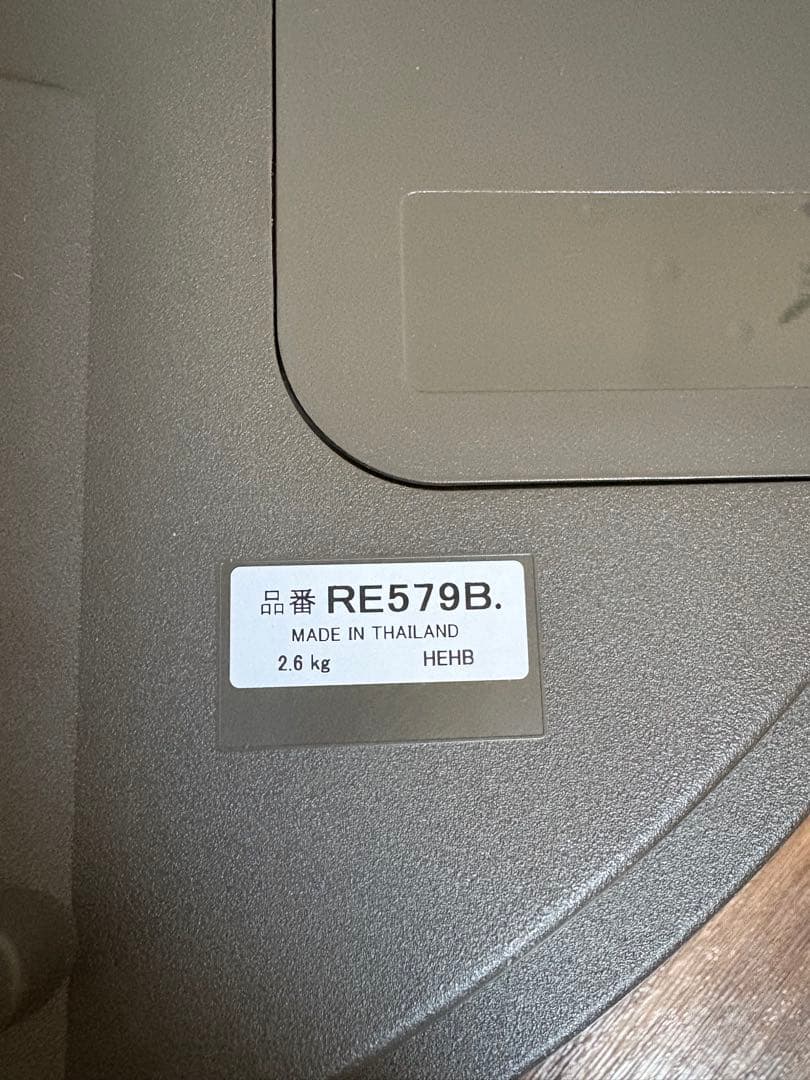 品番 RE579B.
MADE IN THAILAND
2.6 kg HEHB